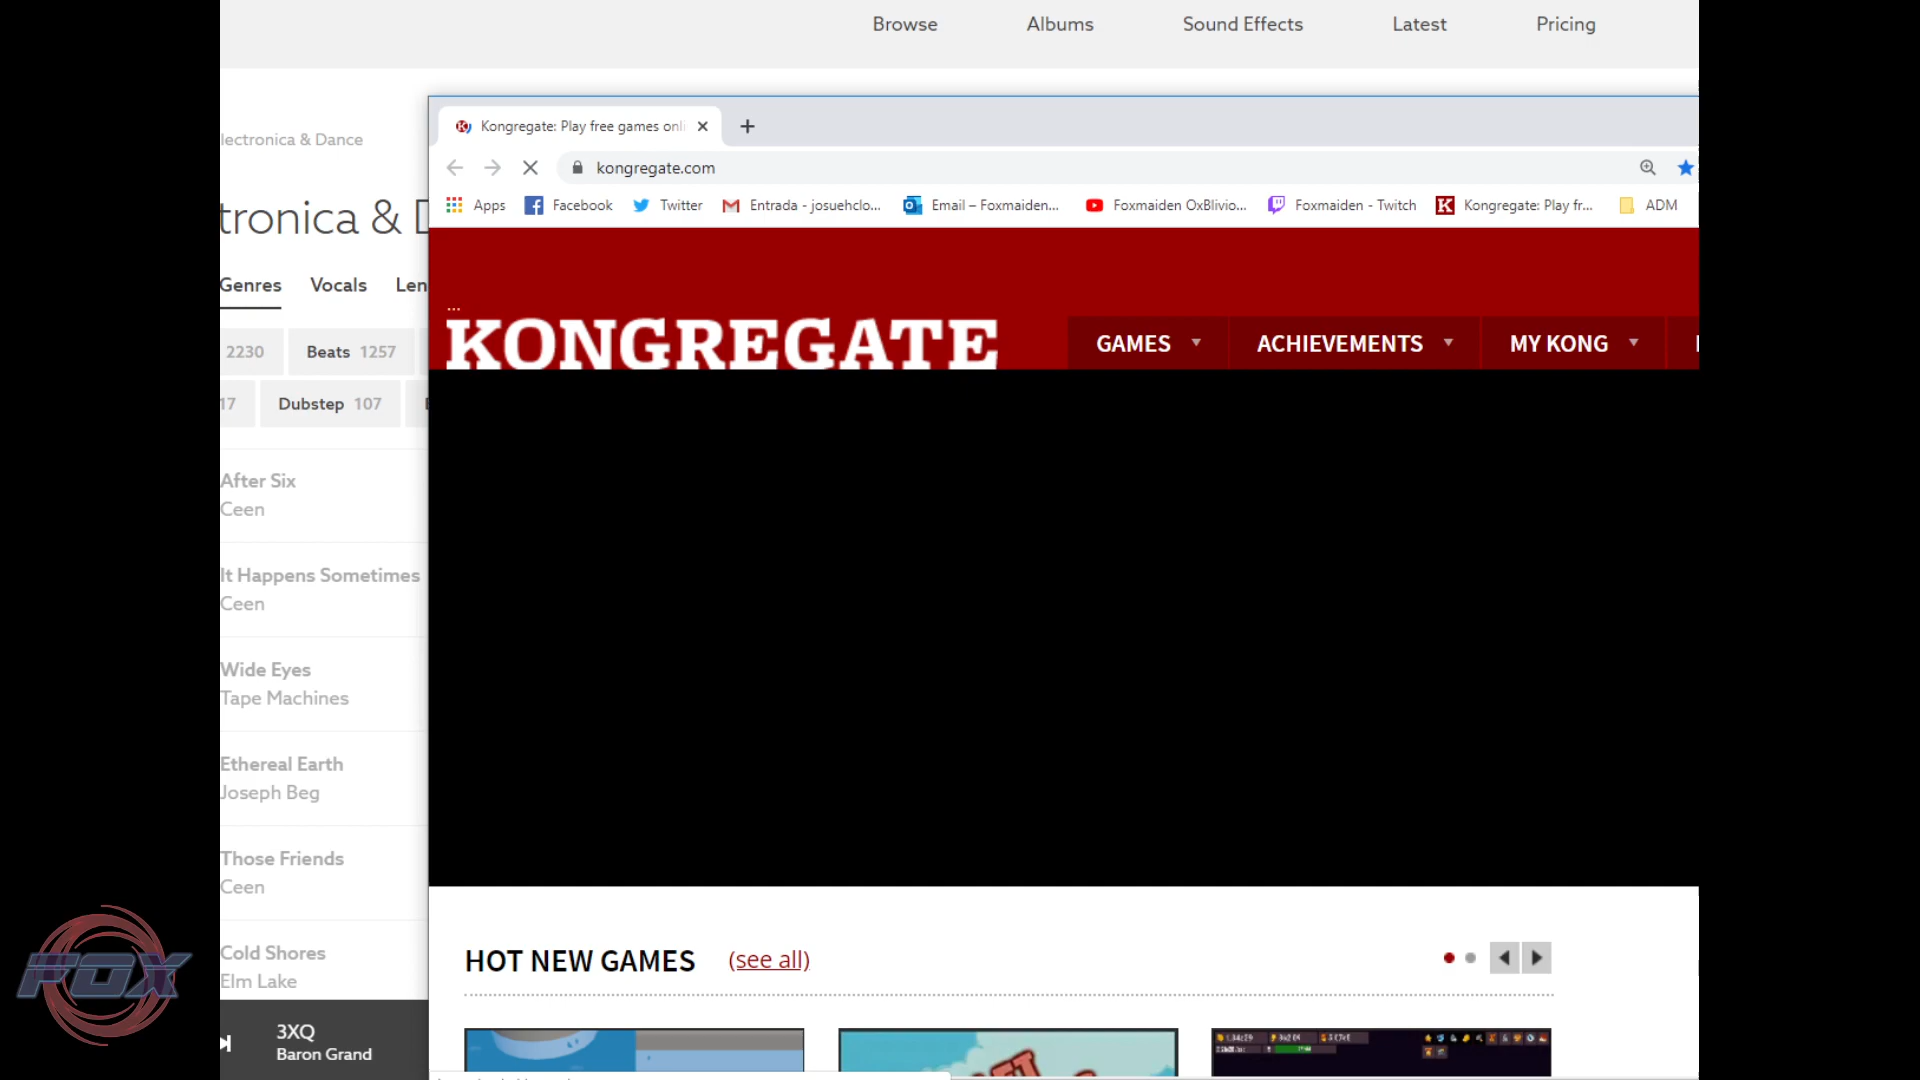 Browse Albums Sound Effects Latest Pricing
lectronica & Dance
tronica &
Genres Vocals Len
2230 Beats 1257
17 Dubstep 107
After Six
Ceen
It Happens Sometimes
Ceen
Wide Eyes
Tape Machines
Ethereal Earth
Joseph Beg
Those Friends
Ceen
Cold Shores
Elm Lake
3XQ
Baron Grand
FOX
Kongregate: Play free games onli
kongregate.com
Apps Facebook Twitter Entrada - josuehclo... Email – Foxmaiden... Foxmaiden OxBlivio... Foxmaiden - Twitch Kongregate: Play fr... ADM
...
KONGREGATE
GAMES ACHIEVEMENTS MY KONG
HOT NEW GAMES (see all)